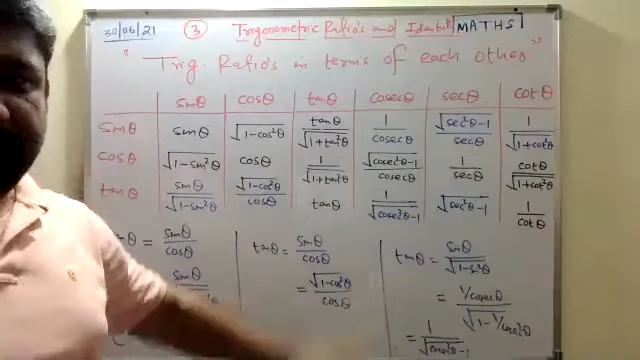 30/06/21 ③ Trigonometric Ratio's and Identit MATHS
" Trig. Ratio's in terms of each other "
sinθ cosθ tanθ cosecθ secθ cotθ
sinθ sinθ √(1-cos²θ) tanθ/√(1+tan²θ) 1/cosecθ √(sec²θ-1)/secθ 1/√(1+cot²θ)
cosθ √(1-sin²θ) cosθ 1/√(1+tan²θ) √(cosec²θ-1)/cosecθ 1/secθ cotθ/√(1+cot²θ)
tanθ sinθ/√(1-sin²θ) √(1-cos²θ)/cosθ tanθ 1/√(cosec²θ-1) √(sec²θ-1) 1/cotθ
θ = sinθ/cosθ
sinθ
tanθ = sinθ/cosθ
= √(1-cos²θ)/cosθ
tanθ = sinθ/√(1-s²θ)
= 1/cosecθ/√(1-1/cosec²θ)
= 1/√(cosec²θ-1)